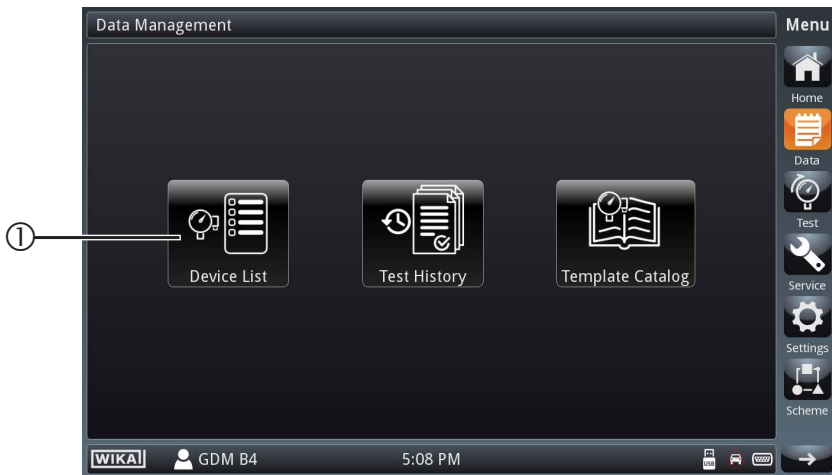 Data Management
Menu
Home
Data
Test
Service
Settings
Scheme
①
Device List
Test History
Template Catalog
WIKA
GDM B4
5:08 PM
USB